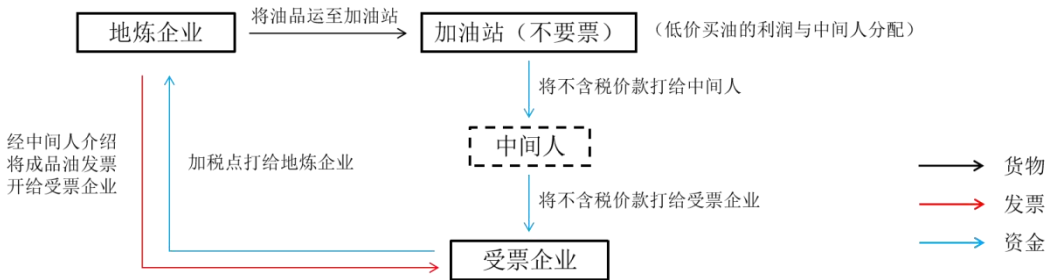 地炼企业
将油品运至加油站
加油站（不要票）
（低价买油的利润与中间人分配）
将不含税价款打给中间人
中间人
经中间人介绍
将成品油发票
开给受票企业
加税点打给地炼企业
将不含税价款打给受票企业
受票企业
货物
发票
资金